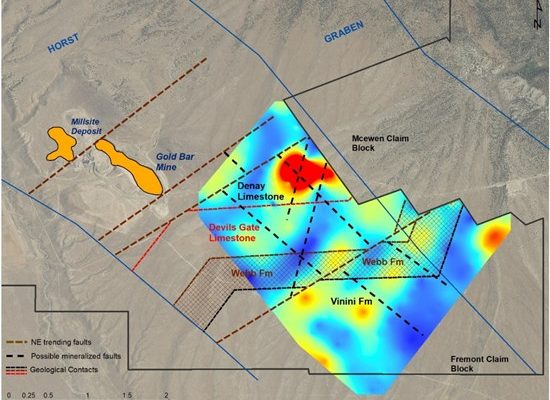 HORST
GRABEN
N
Millsite
Deposit
Gold Bar
Mine
Mcewen Claim
Block
Denay
Limestone
Devils Gate
Limestone
Webb Fm
Webb Fm
Vinini Fm
NE trending faults
Possible mineralized faults
Geological Contacts
Fremont Claim
Block
0 0.25 0.5 1 1.5 2